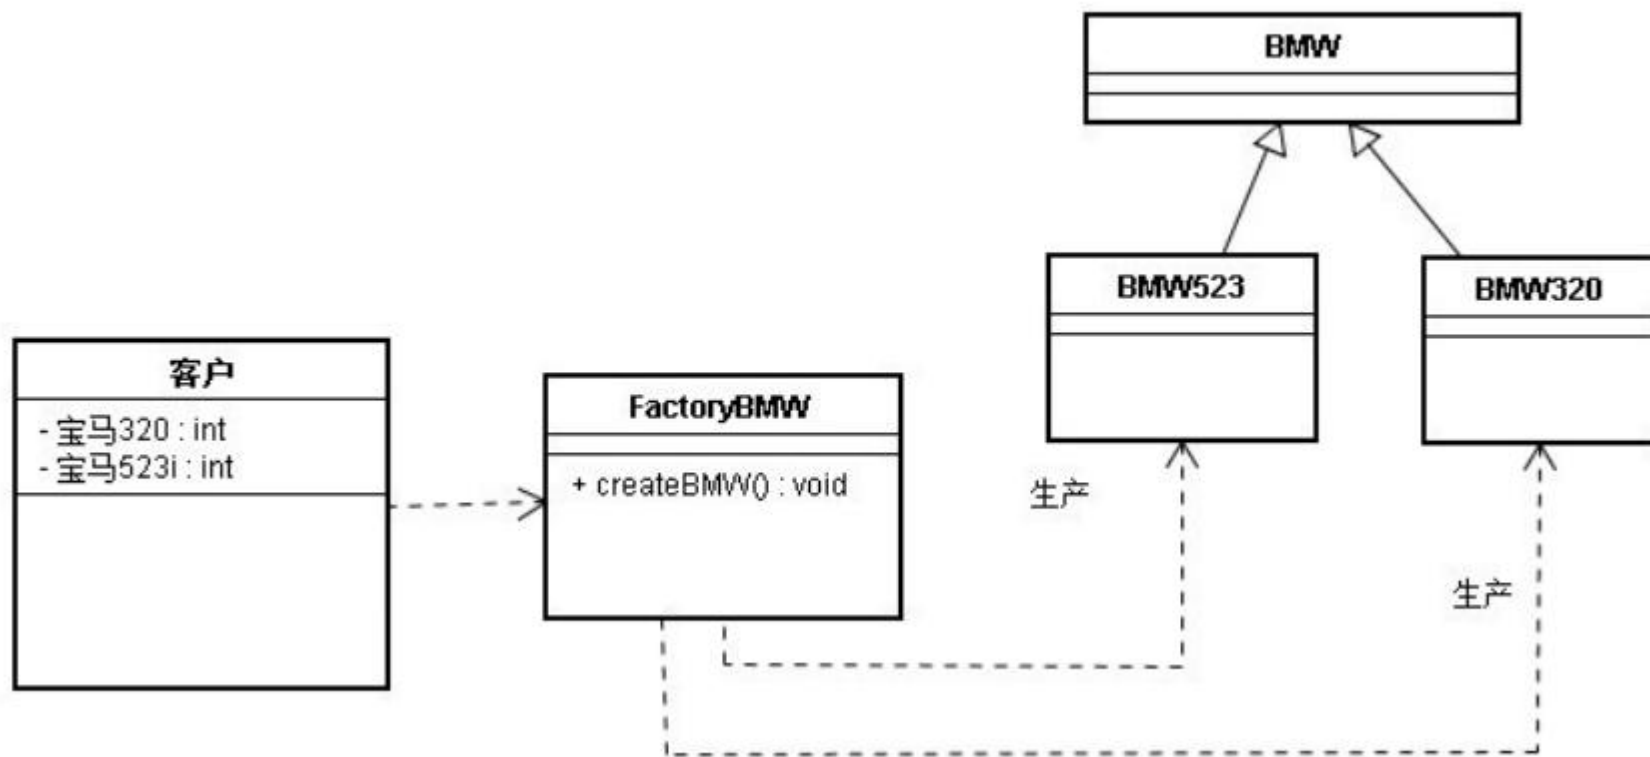 BMW
BMW523
BMW320
客户
- 宝马320 : int
- 宝马523i : int
FactoryBMW
+ createBMW() : void
生产
生产